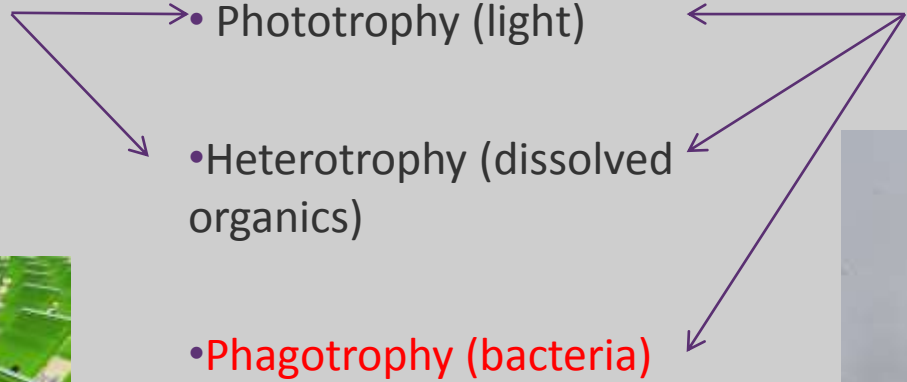 • Phototrophy (light)
•Heterotrophy (dissolved
organics)
•Phagotrophy (bacteria)